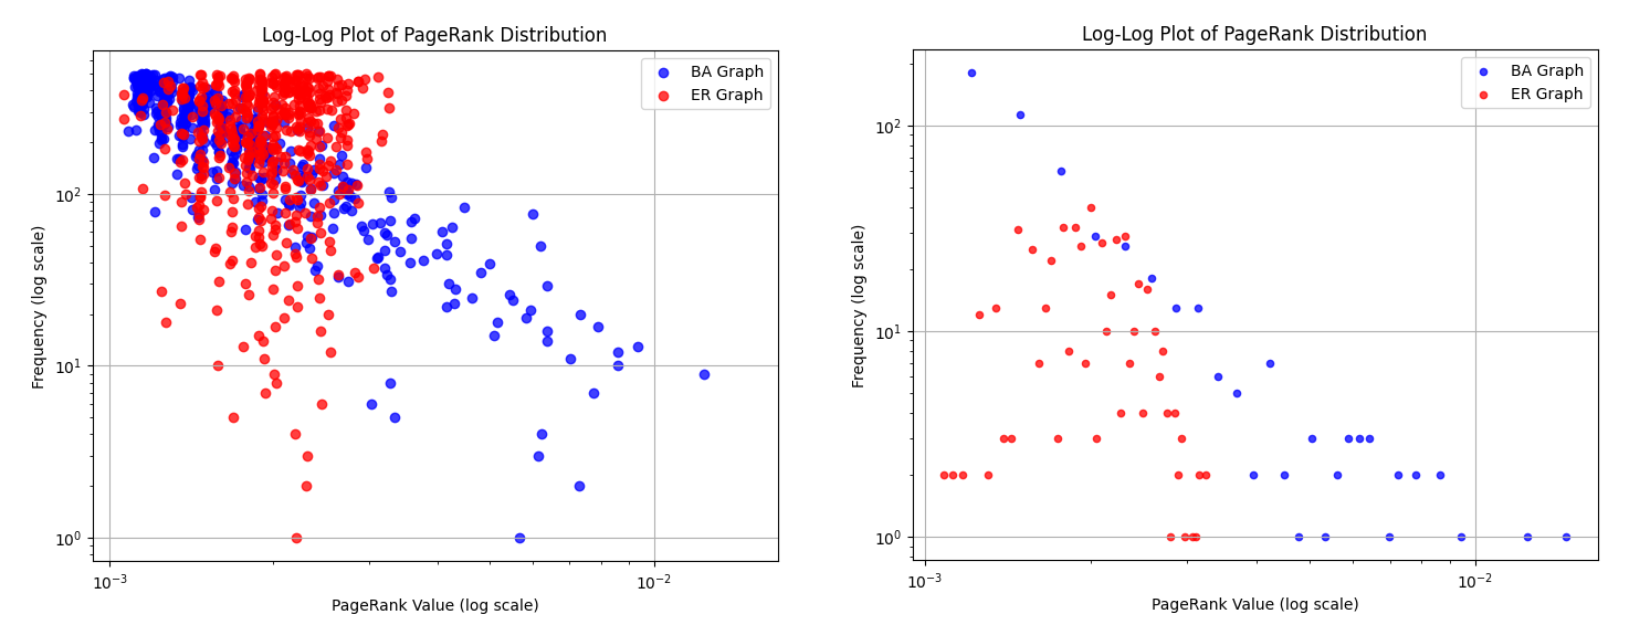 Log-Log Plot of PageRank Distribution
BA Graph
ER Graph
Frequency (log scale)
10²
10¹
10⁰
10⁻³
10⁻²
PageRank Value (log scale)
Log-Log Plot of PageRank Distribution
BA Graph
ER Graph
Frequency (log scale)
10²
10¹
10⁰
10⁻³
10⁻²
PageRank Value (log scale)